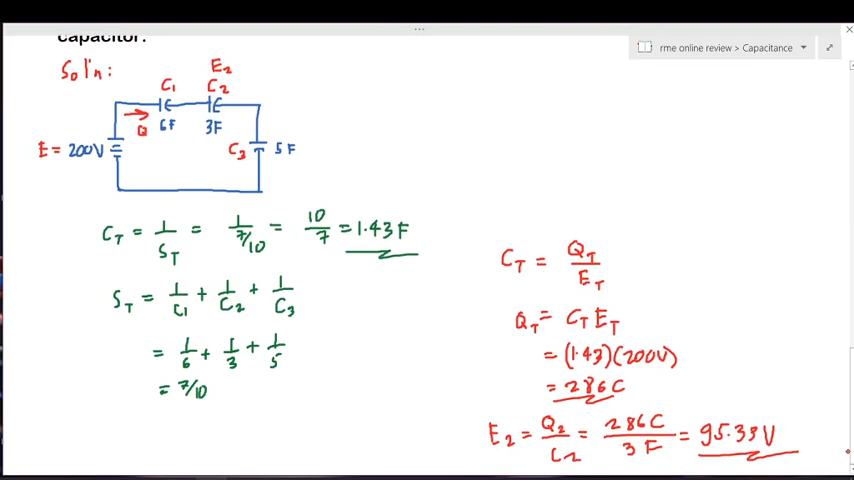 capacitor.
rme online review > Capacitance
Sol'n:
E2
C1 C2
Q 6F 3F
E = 200V C3 5F
CT = 1/ST = 1/7/10 = 10/7 = 1.43F
ST = 1/C1 + 1/C2 + 1/C3
= 1/6 + 1/3 + 1/5
= 7/10
CT = QT/ET
QT = CT ET
= (1.43)(200V)
= 286C
E2 = Q2/C2 = 286C/3F = 95.33V